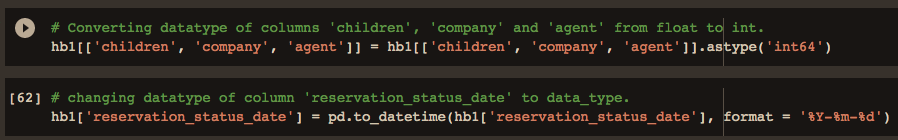 # Converting datatype of columns 'children', 'company' and 'agent' from float to int.
hb1[['children', 'company', 'agent']] = hb1[['children', 'company', 'agent']].astype('int64')
[62] # changing datatype of column 'reservation_status_date' to data_type.
hb1['reservation_status_date'] = pd.to_datetime(hb1['reservation_status_date'], format = '%Y-%m-%d')